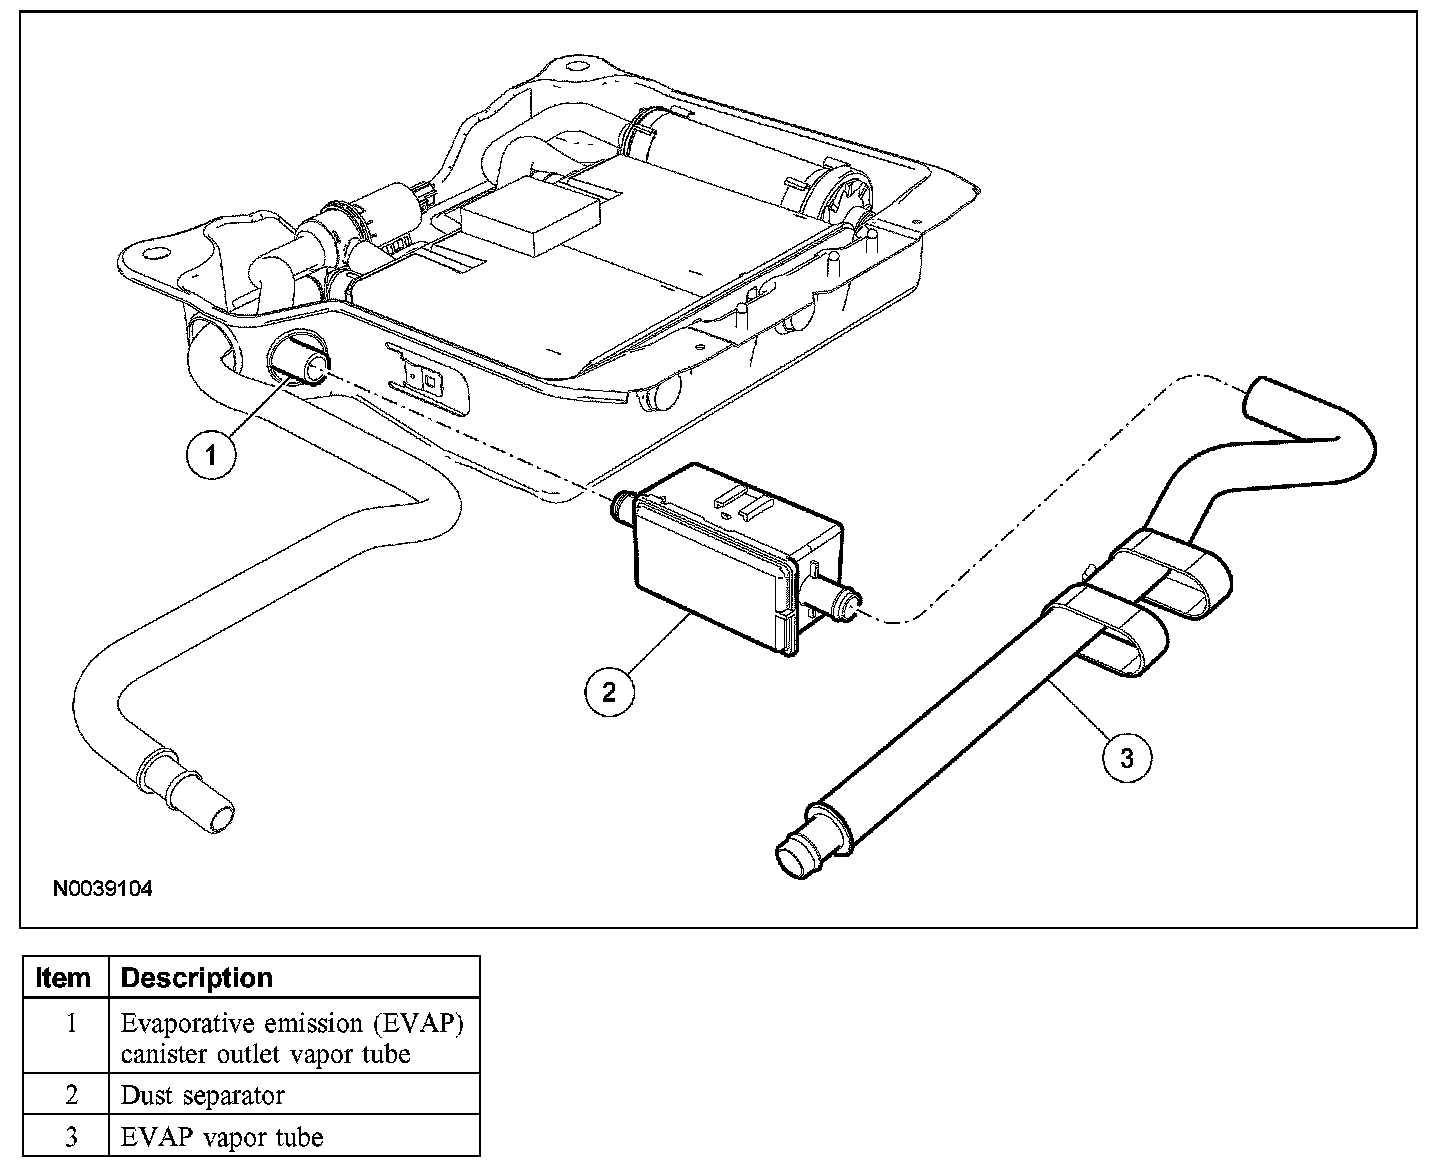 1
2
3
N0039104
Item Description
1 Evaporative emission (EVAP)
canister outlet vapor tube
2 Dust separator
3 EVAP vapor tube